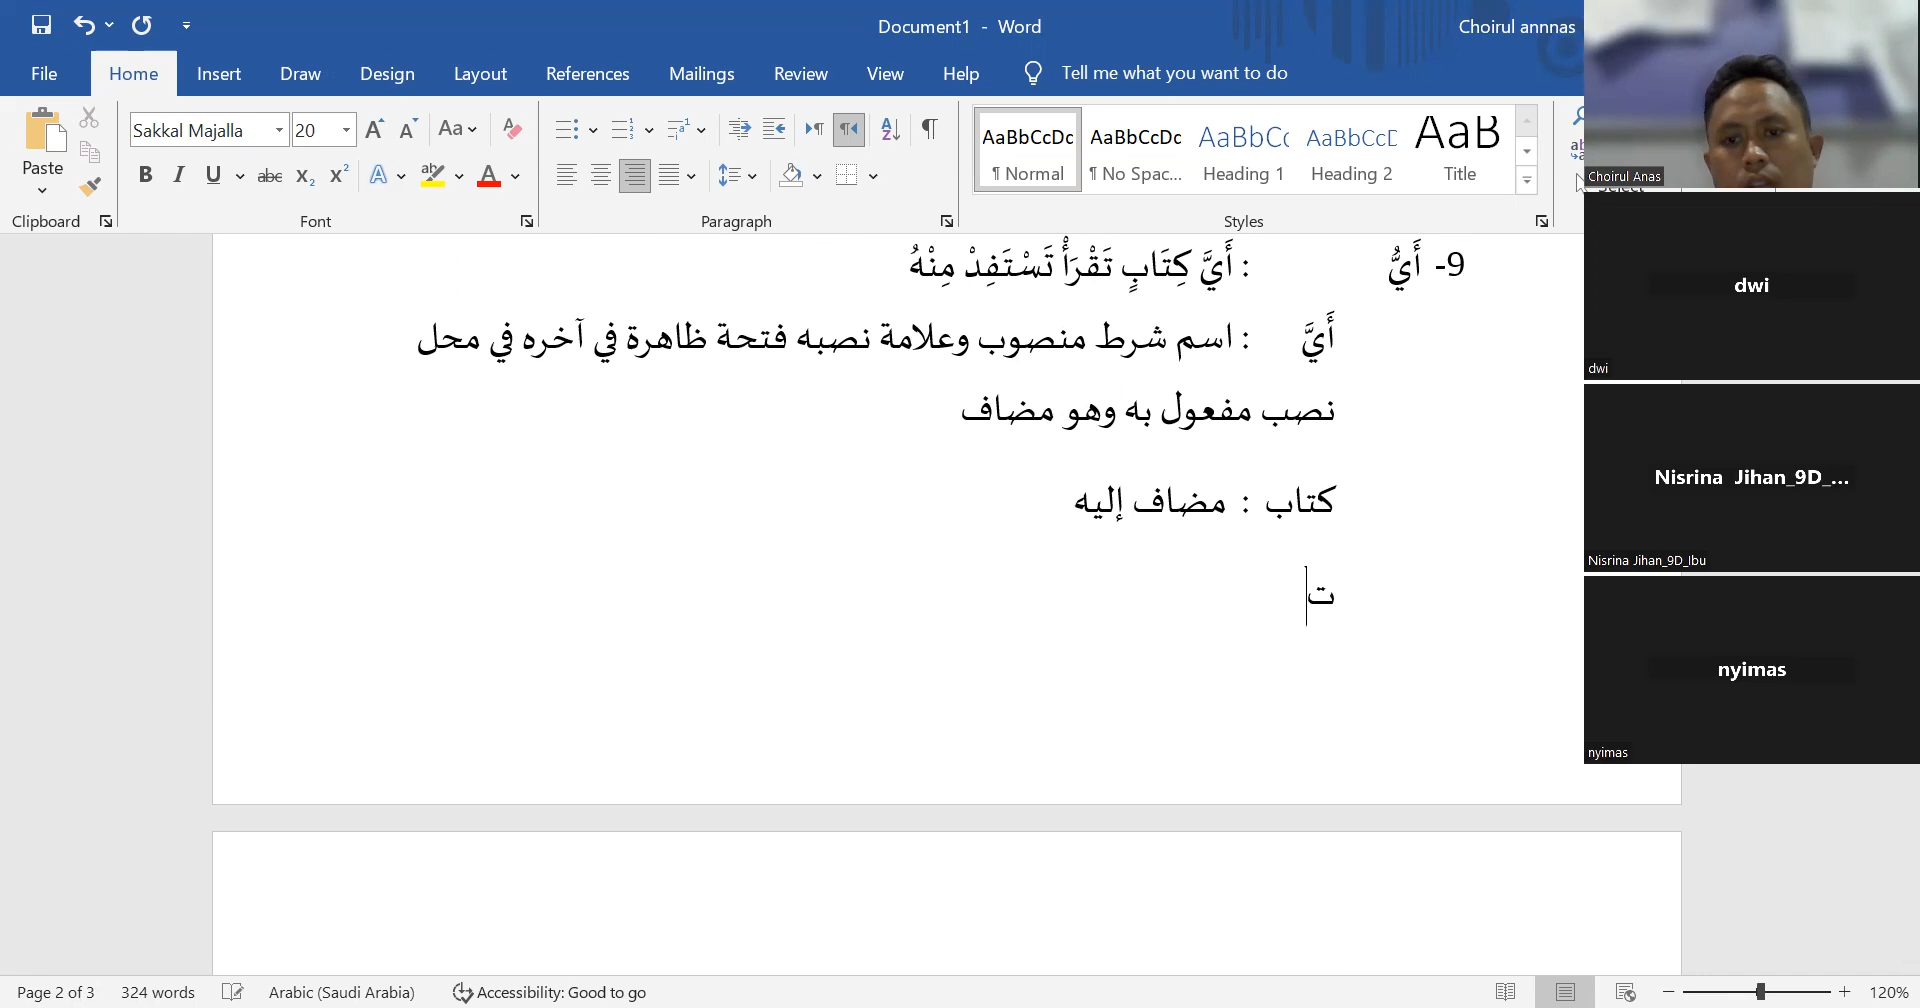 Document1 - Word
Choirul annnas
File Home Insert Draw Design Layout References Mailings Review View Help Tell me what you want to do
Paste
Sakkal Majalla 20
AaBbCcDc AaBbCcDc AaBbCc AaBbCcD AaB
¶ Normal ¶ No Spac... Heading 1 Heading 2 Title
Clipboard Font Paragraph Styles
Choirul Anas
9- أَيُّ : أَيَّ كِتَابٍ تَقْرَأْ تَسْتَفِدْ مِنْهُ
أَيَّ : اسم شرط منصوب وعلامة نصبه فتحة ظاهرة في آخره في محل
نصب مفعول به وهو مضاف
كتاب : مضاف إليه
ت
dwi
dwi
Nisrina Jihan_9D_...
Nisrina Jihan_9D_Ibu
nyimas
nyimas
Page 2 of 3 324 words Arabic (Saudi Arabia) Accessibility: Good to go 120%